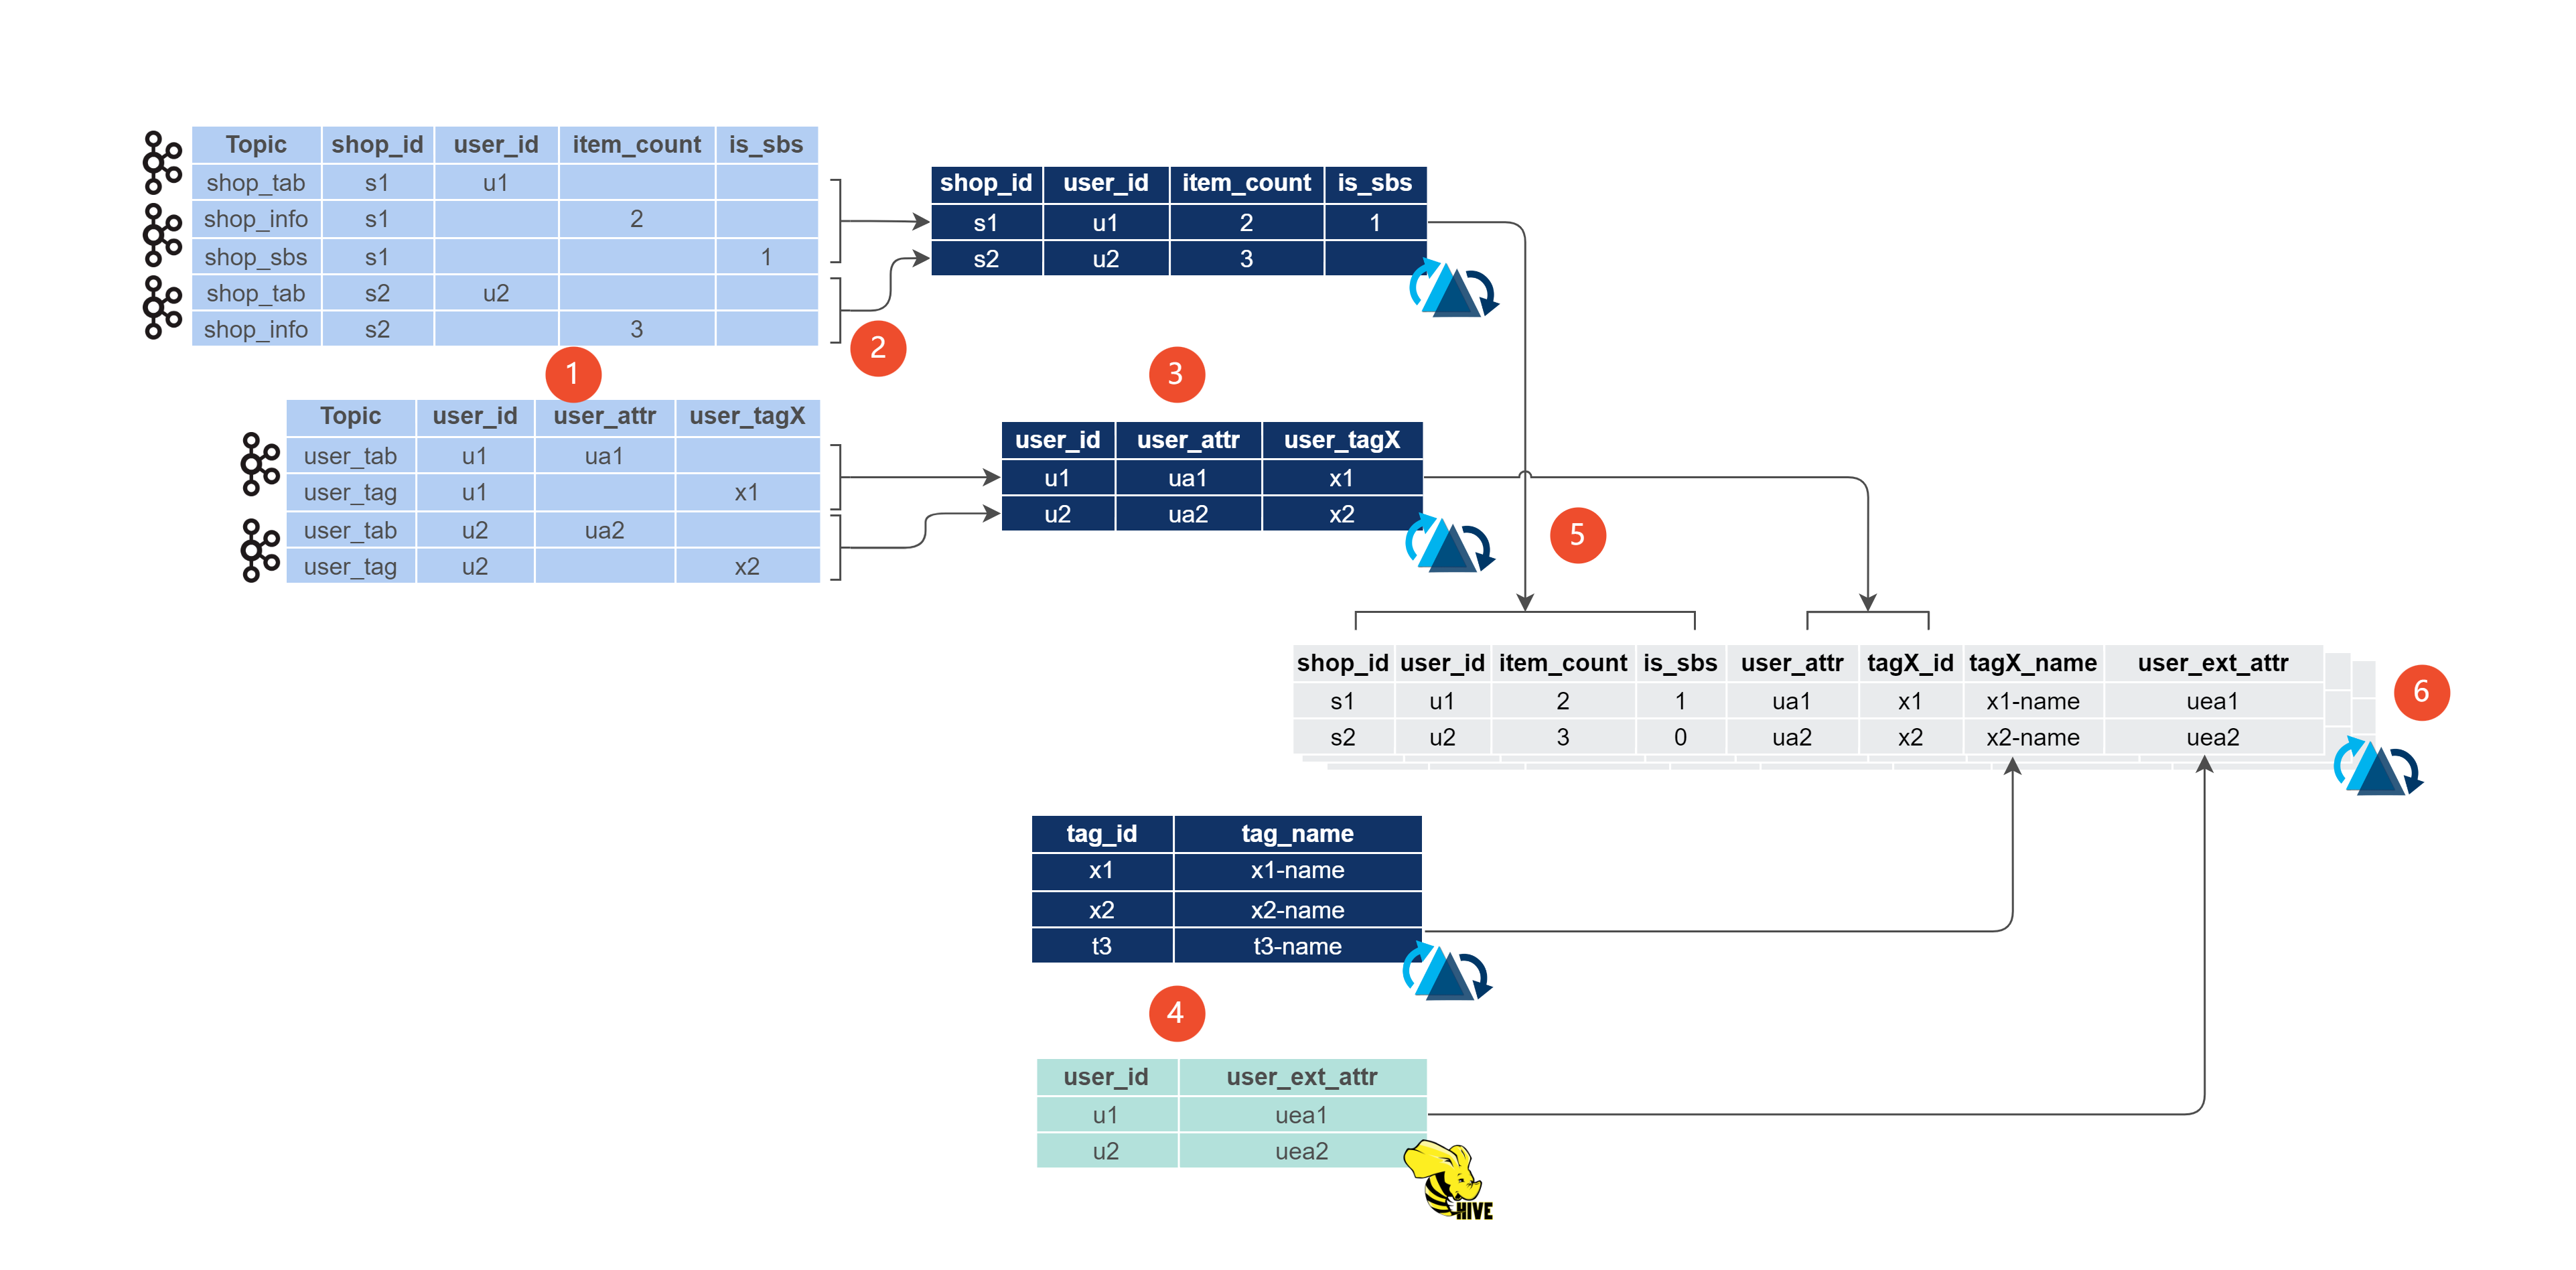 Topic shop_id user_id item_count is_sbs
shop_tab s1 u1
shop_info s1 2
shop_sbs s1 1
shop_tab s2 u2
shop_info s2 3
1
2
Topic user_id user_attr user_tagX
user_tab u1 ua1
user_tag u1 x1
user_tab u2 ua2
user_tag u2 x2
shop_id user_id item_count is_sbs
s1 u1 2 1
s2 u2 3
3
user_id user_attr user_tagX
u1 ua1 x1
u2 ua2 x2
5
shop_id user_id item_count is_sbs user_attr tagX_id tagX_name user_ext_attr
s1 u1 2 1 ua1 x1 x1-name uea1
s2 u2 3 0 ua2 x2 x2-name uea2
6
tag_id tag_name
x1 x1-name
x2 x2-name
t3 t3-name
4
user_id user_ext_attr
u1 uea1
u2 uea2
HIVE